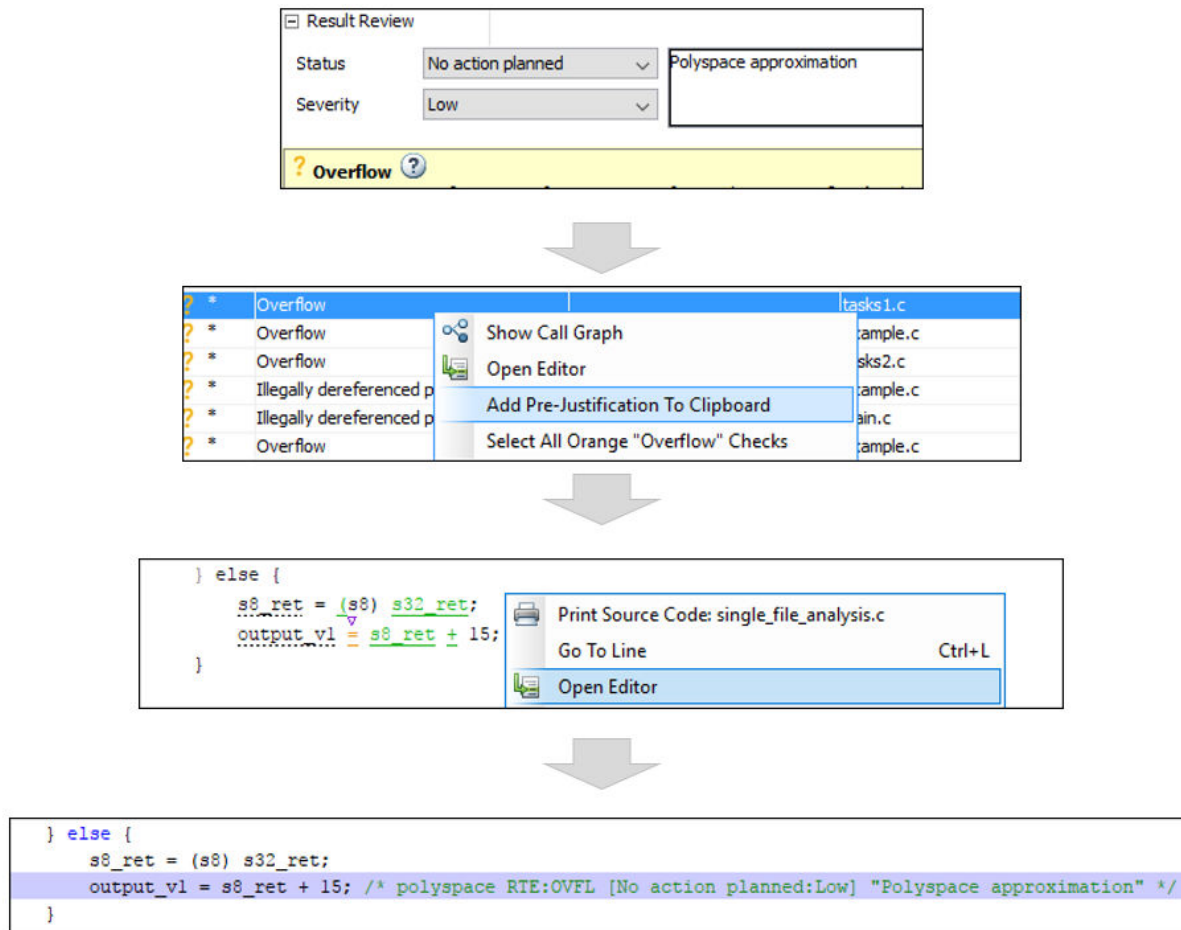 Result Review
Status No action planned Polyspace approximation
Severity Low
? Overflow ?
? * Overflow tasks1.c
? * Overflow Show Call Graph ample.c
? * Overflow Open Editor sks2.c
? * Illegally dereferenced p Add Pre-Justification To Clipboard ample.c
? * Illegally dereferenced p ain.c
? * Overflow Select All Orange "Overflow" Checks ample.c
} else {
s8_ret = (s8) s32_ret; Print Source Code: single_file_analysis.c
output_v1 = s8_ret + 15; Go To Line Ctrl+L
} Open Editor
} else {
s8_ret = (s8) s32_ret;
output_v1 = s8_ret + 15; /* polyspace RTE:OVFL [No action planned:Low] "Polyspace approximation" */
}